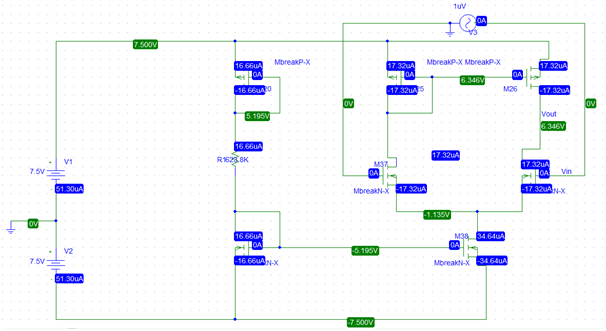 1uV
0A
V3
7.500V
16.66uA
MbreakP-X
0A
-16.66uA
20
17.32uA
MbreakP-X MbreakP-X
17.32uA
0A
6.346V
0A
-17.32uA
M26
-17.32uA
0V
0V
5.195V
Vout
6.346V
16.66uA
17.32uA
17.32uA
V1
7.5V
M37
0A
0A
Vin
51.30uA
MbreakN-X
-17.32uA
-17.32uA
N-X
-1.135V
0V
16.66uA
M38
34.64uA
V2
0A
-5.195V
0A
7.5V
-16.66uA
N-X
MbreakN-X
-34.64uA
51.30uA
-7.500V